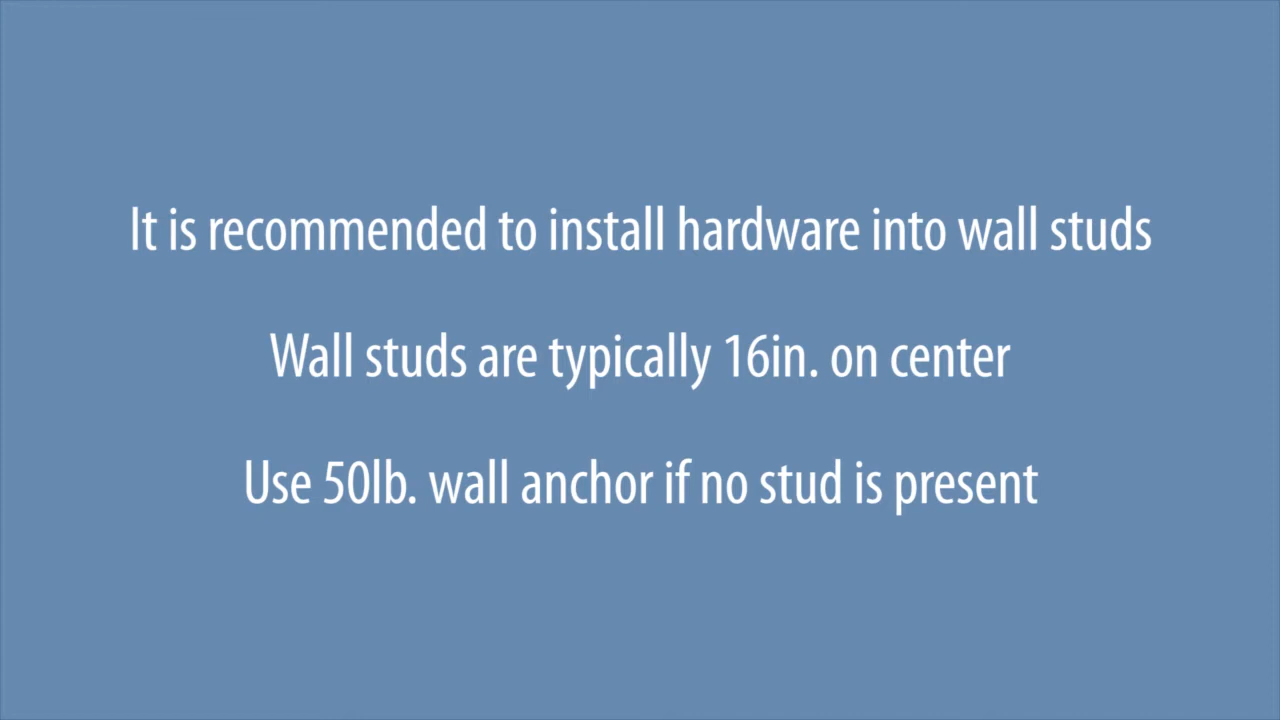 It is recommended to install hardware into wall studs
Wall studs are typically 16in. on center
Use 50lb. wall anchor if no stud is present